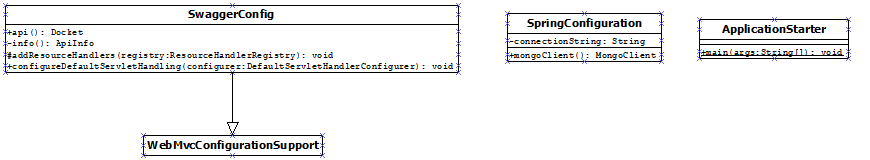 SwaggerConfig
+api(): Docket
-info(): ApiInfo
#addResourceHandlers(registry:ResourceHandlerRegistry): void
+configureDefaultServletHandling(configurer:DefaultServletHandlerConfigurer): void
WebMvcConfigurationSupport
SpringConfiguration
-connectionString: String
+mongoClient(): MongoClient
ApplicationStarter
+main(args:String[]): void